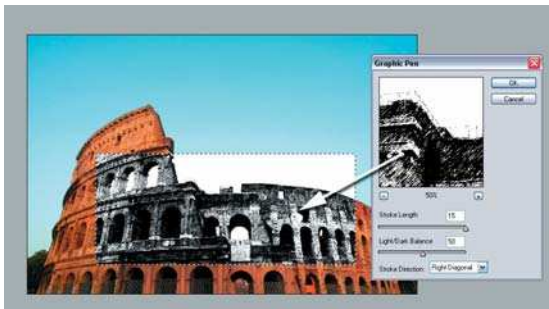 Graphic Pen
OK
Cancel
50%
Stroke Length 15
Light/Dark Balance 50
Stroke Direction: Right Diagonal